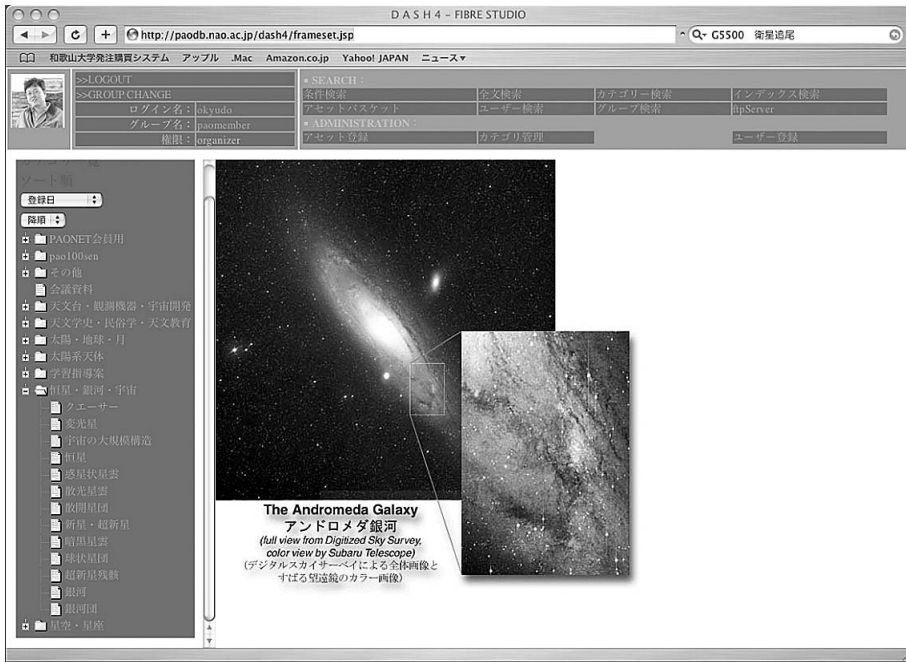 DASH4 – FIBRE STUDIO
http://paodb.nao.ac.jp/dash4/frameset.jsp
G5500 衛星追尾
和歌山大学発注購買システム アップル .Mac Amazon.co.jp Yahoo! JAPAN ニュース
>>LOGOUT
>>GROUP CHANGE
ログイン名： okyudo
グループ名： paomember
権限： organizer
SEARCH：
条件検索 全文検索 カテゴリー検索 インデックス検索
アセットバスケット ユーザー検索 グループ検索 ftpServer
ADMINISTRATION：
アセット登録 カテゴリ管理 ユーザー登録
ソート順
登録日
降順
PAONET会員用
pao100sen
その他
会議資料
天文台・観測機器・宇宙開発
天文学史・民俗学・天文教育
太陽・地球・月
太陽系天体
学習指導案
恒星・銀河・宇宙
クエーサー
変光星
宇宙の大規模構造
恒星
惑星状星雲
散光星雲
散開星団
新星・超新星
暗黒星雲
球状星団
超新星残骸
銀河
銀河団
星空・星座
The Andromeda Galaxy
アンドロメダ銀河
(full view from Digitized Sky Survey,
color view by Subaru Telescope)
(デジタルスカイサーベイによる全体画像と
すばる望遠鏡のカラー画像)